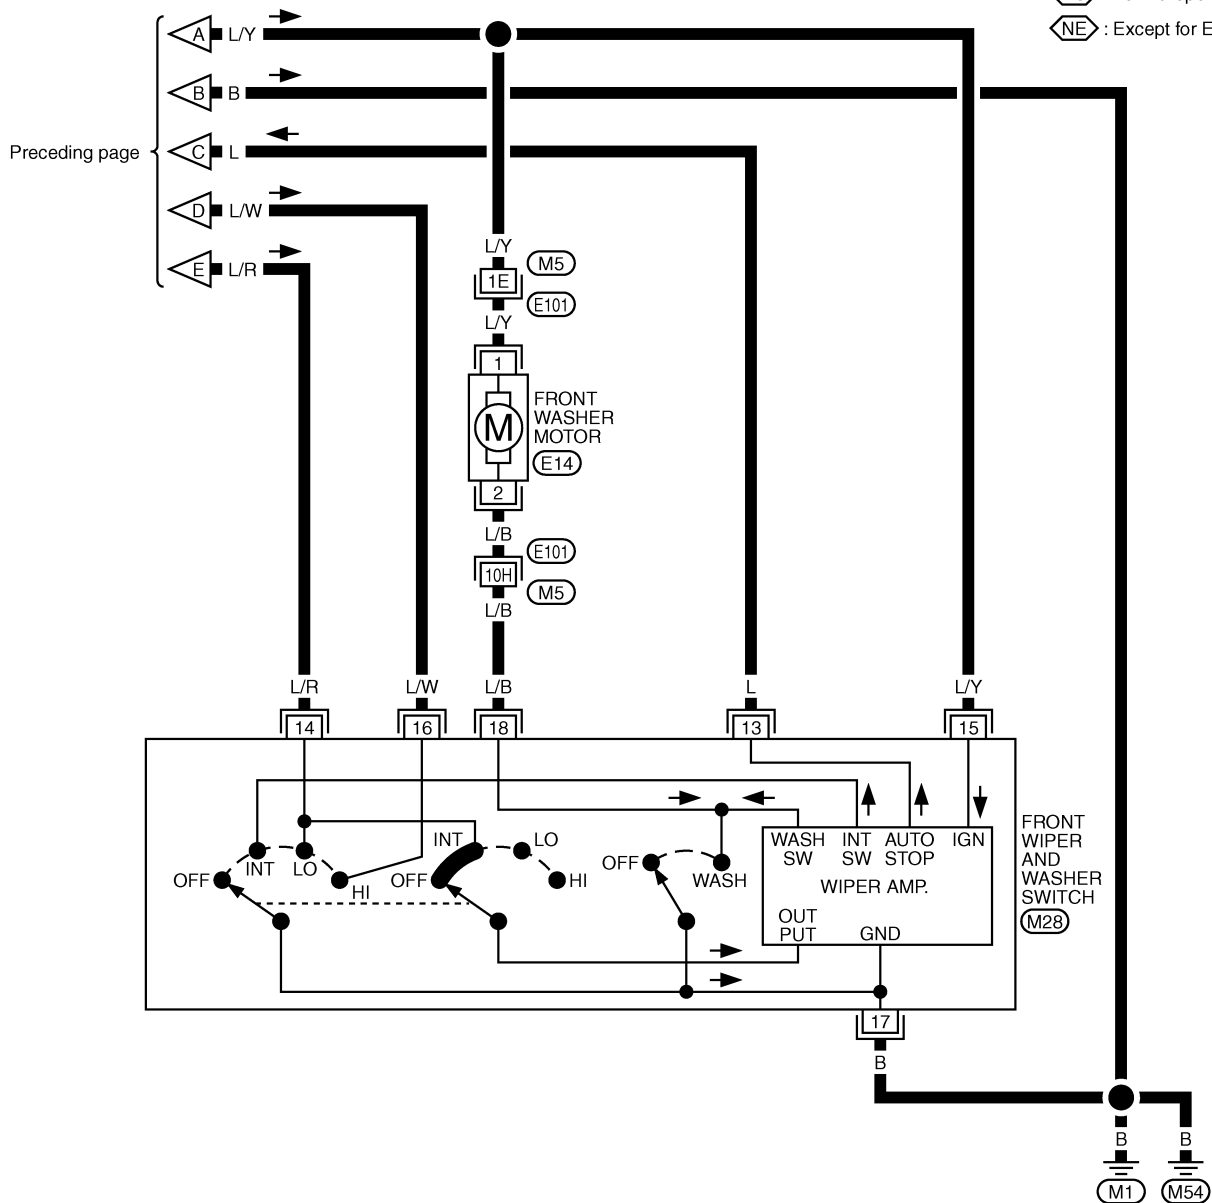 A L/Y
NE : Except for E
B B
Preceding page
C L
D L/W
E L/R
L/Y
1E
M5
E101
L/Y
1
M
FRONT
WASHER
MOTOR
E14
2
L/B
10H
E101
M5
L/B
L/R L/W L/B L L/Y
14 16 18 13 15
OFF INT LO HI
OFF INT LO HI
OFF WASH
WASH SW
INT SW
AUTO STOP
IGN
WIPER AMP.
OUT PUT
GND
FRONT
WIPER
AND
WASHER
SWITCH
M28
17
B
B B
M1 M54